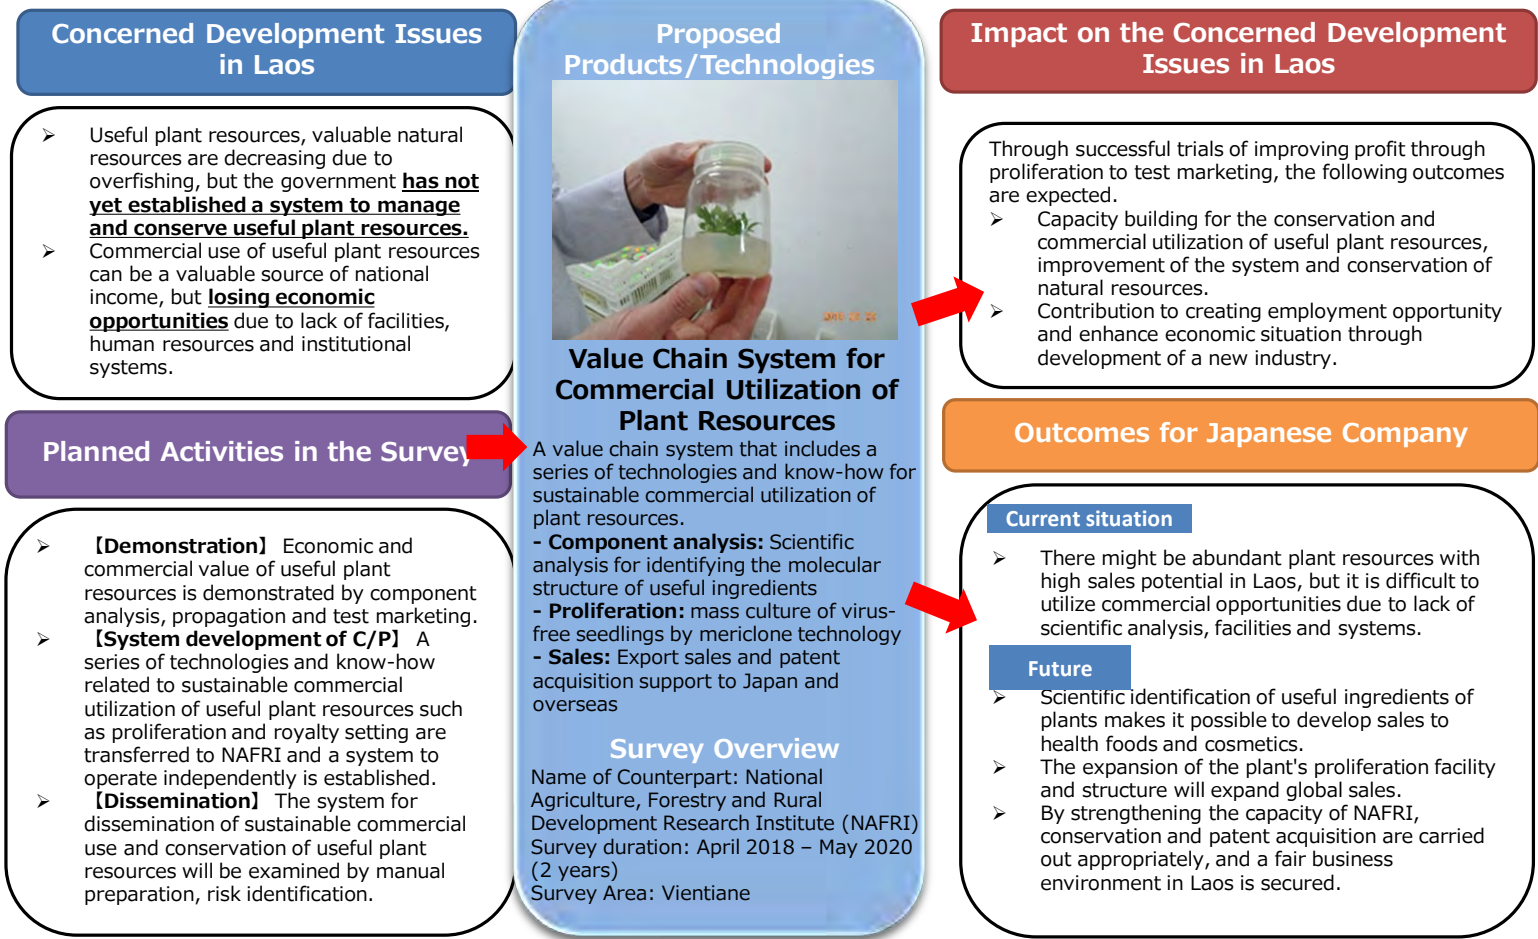 Concerned Development Issues
in Laos
➢ Useful plant resources, valuable natural
resources are decreasing due to
overfishing, but the government has not
yet established a system to manage
and conserve useful plant resources.
➢ Commercial use of useful plant resources
can be a valuable source of national
income, but losing economic
opportunities due to lack of facilities,
human resources and institutional
systems.
Planned Activities in the Survey
➢ 【Demonstration】 Economic and
commercial value of useful plant
resources is demonstrated by component
analysis, propagation and test marketing.
➢ 【System development of C/P】 A
series of technologies and know-how
related to sustainable commercial
utilization of useful plant resources such
as proliferation and royalty setting are
transferred to NAFRI and a system to
operate independently is established.
➢ 【Dissemination】 The system for
dissemination of sustainable commercial
use and conservation of useful plant
resources will be examined by manual
preparation, risk identification.
Proposed
Products/Technologies
Value Chain System for
Commercial Utilization of
Plant Resources
A value chain system that includes a
series of technologies and know-how for
sustainable commercial utilization of
plant resources.
- Component analysis: Scientific
analysis for identifying the molecular
structure of useful ingredients
- Proliferation: mass culture of virus-
free seedlings by mericlone technology
- Sales: Export sales and patent
acquisition support to Japan and
overseas
Survey Overview
Name of Counterpart: National
Agriculture, Forestry and Rural
Development Research Institute (NAFRI)
Survey duration: April 2018 – May 2020
(2 years)
Survey Area: Vientiane
Impact on the Concerned Development
Issues in Laos
Through successful trials of improving profit through
proliferation to test marketing, the following outcomes
are expected.
➢ Capacity building for the conservation and
commercial utilization of useful plant resources,
improvement of the system and conservation of
natural resources.
➢ Contribution to creating employment opportunity
and enhance economic situation through
development of a new industry.
Outcomes for Japanese Company
Current situation
➢ There might be abundant plant resources with
high sales potential in Laos, but it is difficult to
utilize commercial opportunities due to lack of
scientific analysis, facilities and systems.
Future
➢ Scientific identification of useful ingredients of
plants makes it possible to develop sales to
health foods and cosmetics.
➢ The expansion of the plant's proliferation facility
and structure will expand global sales.
➢ By strengthening the capacity of NAFRI,
conservation and patent acquisition are carried
out appropriately, and a fair business
environment in Laos is secured.